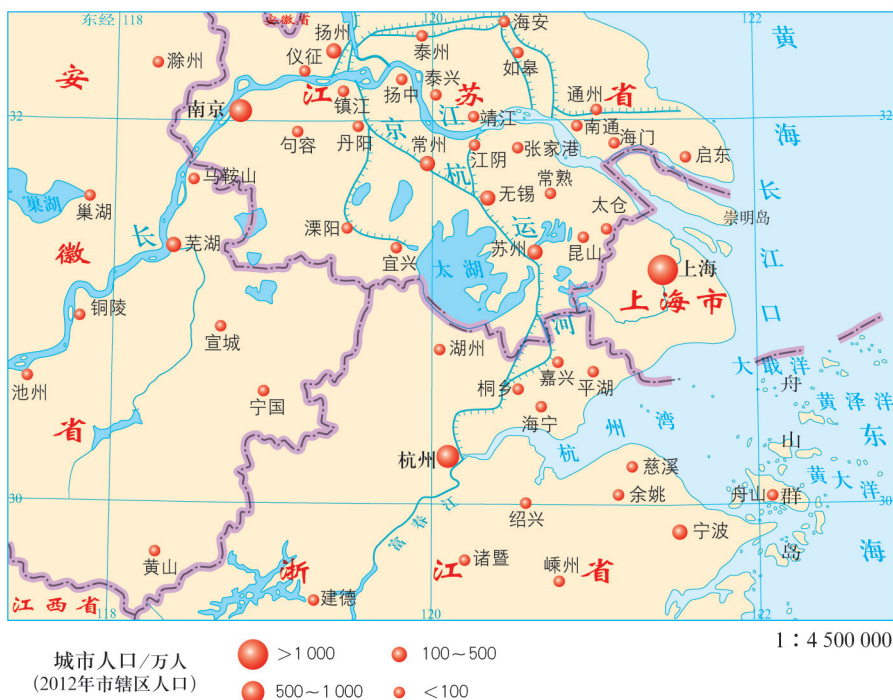 东经 118
120
122
安徽省
扬州
海安
黄
滁州
仪征
泰州
如皋
安
江
扬中
泰兴
苏
省
通州
海
32
南京
镇江
京
江
靖江
南通
海门
32
句容
丹阳
常州
江阴
张家港
启东
马鞍山
杭
长
巢湖
巢湖
无锡
常熟
崇明岛
徽
长
芜湖
溧阳
宜兴
运
太仓
江
苏州
昆山
太湖
上海
上海市
口
铜陵
宣城
河
湖州
嘉兴
平湖
大戢洋
池州
宁国
桐乡
舟
黄泽洋
省
海宁
杭州湾
山
东
杭州
慈溪
黄大洋
余姚
舟山
群
30
30
绍兴
富春江
宁波
黄山
诸暨
岛
海
浙
江
嵊州
省
江西省
建德
118
120
122
1∶4 500 000
城市人口/万人
(2012年市辖区人口)
>1 000
100~500
500~1 000
<100